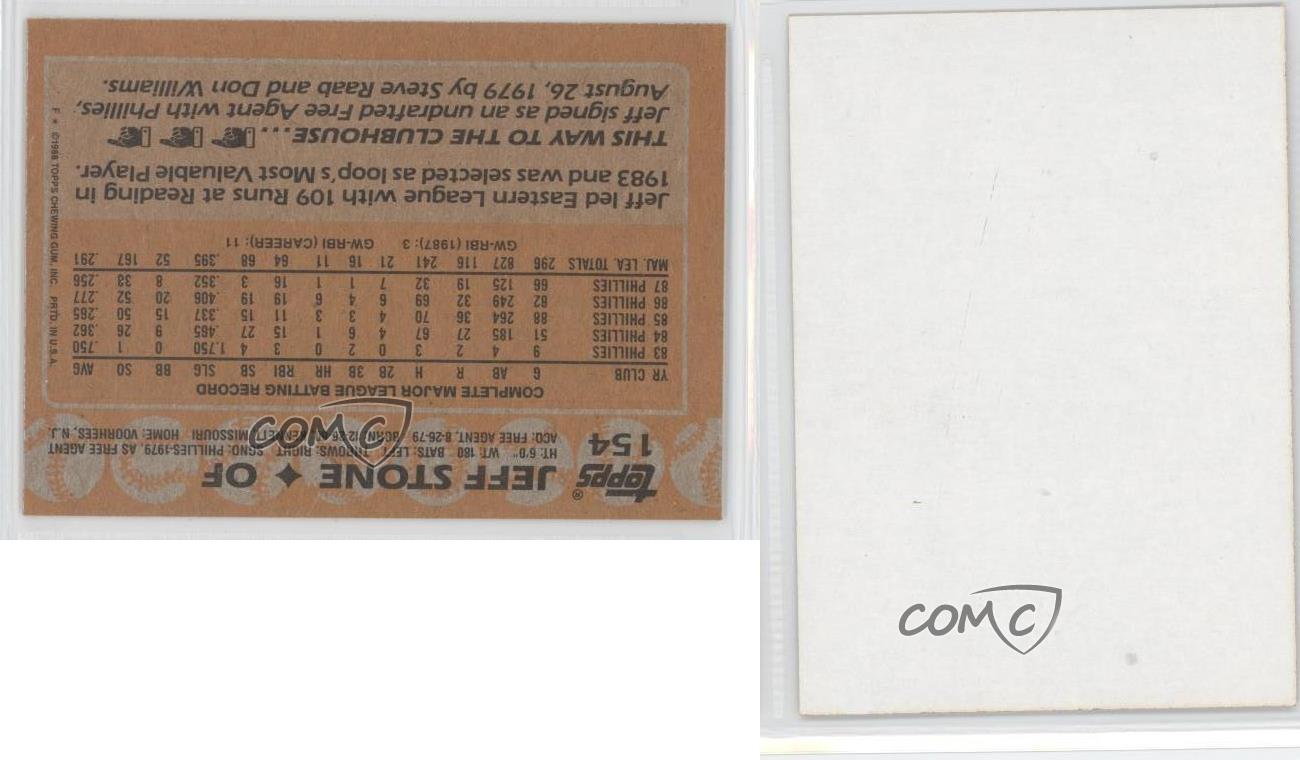 topps® JEFF STONE ✦ OF
154
HT: 6'0" WT: 180 BATS: LEFT THROWS: RIGHT SGND: PHILLIES-1979, AS FREE AGENT
ACQ: FREE AGENT, 8-26-79 BORN: 12-26- KENNETT, MISSOURI HOME: VOORHEES, N.J.
COMPLETE MAJOR LEAGUE BATTING RECORD
YR CLUB G AB R H 2B 3B HR RBI SB SLG BB SO AVG
83 PHILLIES 9 4 2 3 0 2 0 3 4 1.750 0 1 .750
84 PHILLIES 51 185 27 67 4 6 1 15 27 .465 9 26 .362
85 PHILLIES 88 264 36 70 4 3 3 11 15 .337 15 50 .265
86 PHILLIES 82 249 32 69 6 4 6 19 19 .406 20 52 .277
87 PHILLIES 66 125 19 32 7 1 1 16 3 .352 8 38 .256
MAJ. LEA. TOTALS 296 827 116 241 21 16 11 64 68 .395 52 167 .291
GW-RBI (1987): 3 GW-RBI (CAREER): 11
Jeff led Eastern League with 109 Runs at Reading in
1983 and was selected as loop's Most Valuable Player.
THIS WAY TO THE CLUBHOUSE ...
Jeff signed as an undrafted Free Agent with Phillies,
August 26, 1979 by Steve Raab and Don Williams.
F * ©1988 TOPPS CHEWING GUM, INC. PRTD. IN U.S.A.
COMC
COMC